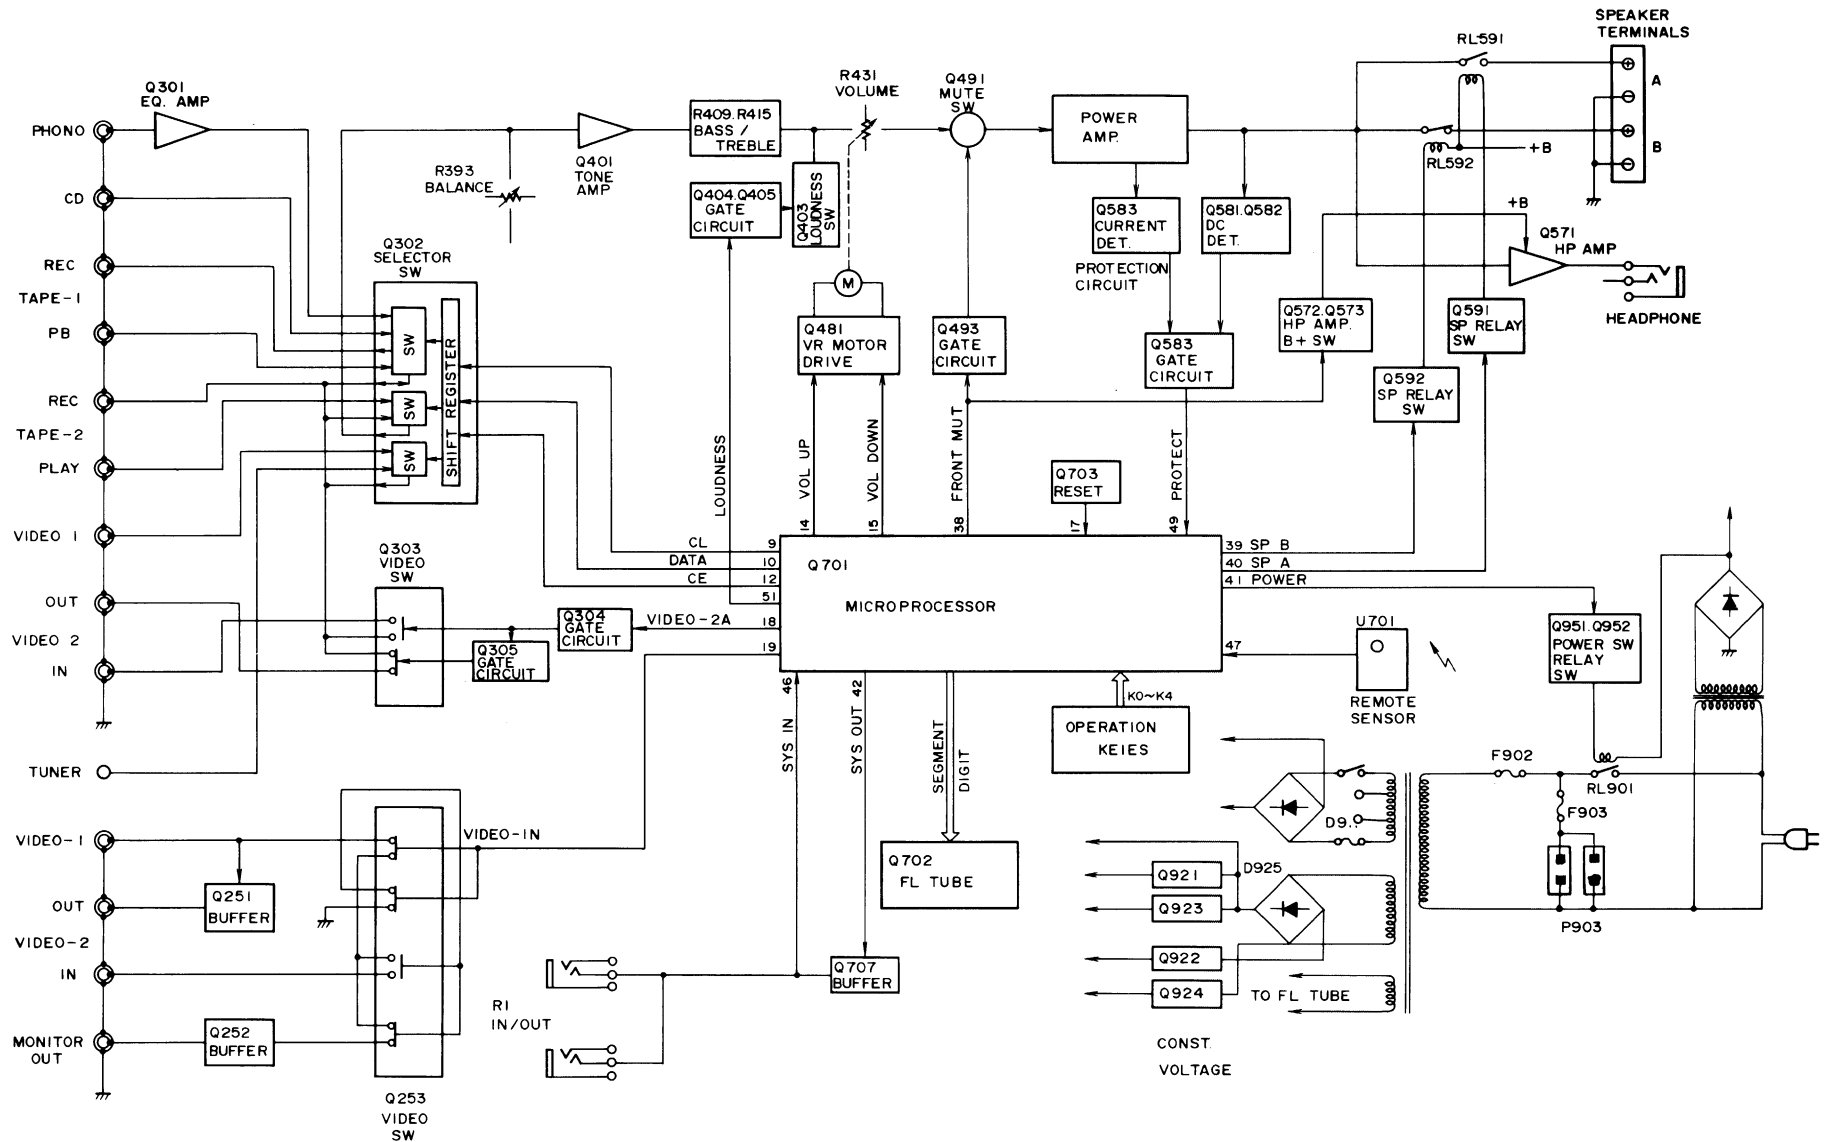 SPEAKER
TERMINALS
RL591
A
B
+B
RL592
Q301
EQ. AMP
PHONO
CD
REC
TAPE-1
PB
REC
TAPE-2
PLAY
VIDEO 1
OUT
VIDEO 2
IN
TUNER
VIDEO-1
OUT
VIDEO-2
IN
MONITOR
OUT
R393
BALANCE
Q401
TONE
AMP
R409.R415
BASS /
TREBLE
R431
VOLUME
Q491
MUTE
SW
POWER
AMP.
Q404.Q405
GATE
CIRCUIT
Q403
LOUDNESS
SW
M
Q583
CURRENT
DET.
Q581.Q582
DC
DET.
PROTECTION
CIRCUIT
+B
Q571
HP AMP
HEADPHONE
Q302
SELECTOR
SW
SW
SW
SW
SHIFT REGISTER
Q481
VR MOTOR
DRIVE
Q493
GATE
CIRCUIT
Q583
GATE
CIRCUIT
Q572.Q573
HP AMP.
B+ SW
Q591
SP RELAY
SW
Q592
SP RELAY
SW
LOUDNESS
VOL UP
VOL DOWN
FRONT MUT
PROTECT
Q703
RESET
14
15
38
17
49
CL
9
DATA
10
CE
12
51
VIDEO-2A
18
19
Q701
MICROPROCESSOR
39 SP B
40 SP A
41 POWER
47
46
42
SYS IN
SYS OUT
SEGMENT
DIGIT
K0~K4
OPERATION
KEIES
U701
REMOTE
SENSOR
Q951.Q952
POWER SW
RELAY
SW
Q303
VIDEO
SW
Q304
GATE
CIRCUIT
Q305
GATE
CIRCUIT
VIDEO-IN
Q251
BUFFER
Q252
BUFFER
Q253
VIDEO
SW
R1
IN/OUT
Q707
BUFFER
Q702
FL TUBE
F902
RL901
F903
P903
D9
D925
Q921
Q923
Q922
Q924
TO FL TUBE
CONST.
VOLTAGE